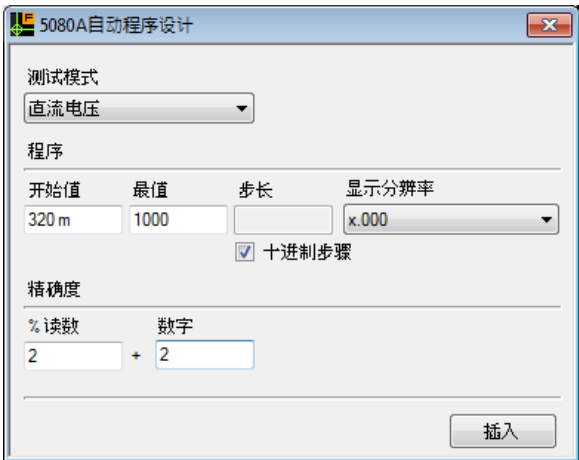 5080A自动程序设计
测试模式
直流电压
程序
开始值 最值 步长 显示分辨率
320 m 1000 x.000
十进制步骤
精确度
% 读数 数字
2 + 2
插入